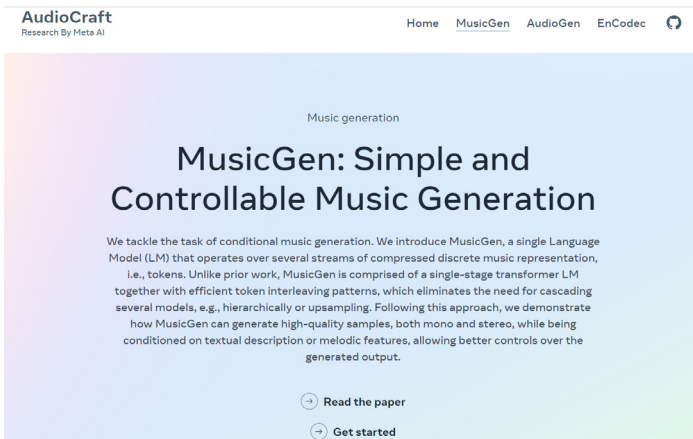 AudioCraft
Research By Meta AI
Home MusicGen AudioGen EnCodec
Music generation
MusicGen: Simple and
Controllable Music Generation
We tackle the task of conditional music generation. We introduce MusicGen, a single Language
Model (LM) that operates over several streams of compressed discrete music representation,
i.e., tokens. Unlike prior work, MusicGen is comprised of a single-stage transformer LM
together with efficient token interleaving patterns, which eliminates the need for cascading
several models, e.g., hierarchically or upsampling. Following this approach, we demonstrate
how MusicGen can generate high-quality samples, both mono and stereo, while being
conditioned on textual description or melodic features, allowing better controls over the
generated output.
Read the paper
Get started